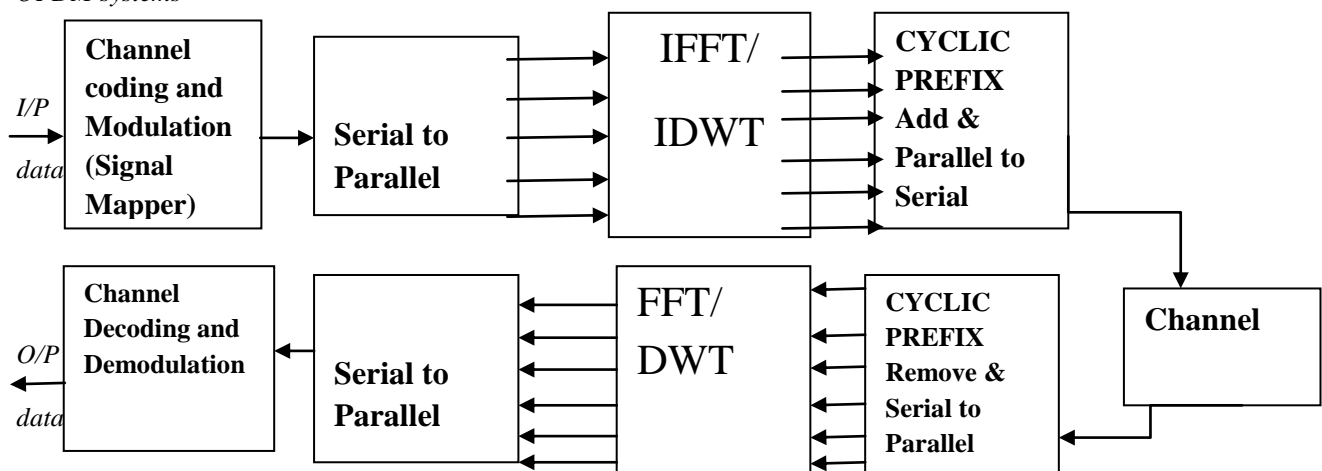 Channel
coding and
Modulation
(Signal
Mapper)
I/P
data
Serial to
Parallel
IFFT/
IDWT
CYCLIC
PREFIX
Add &
Parallel to
Serial
Channel
Decoding and
Demodulation
O/P
data
Serial to
Parallel
FFT/
DWT
CYCLIC
PREFIX
Remove &
Serial to
Parallel
Channel